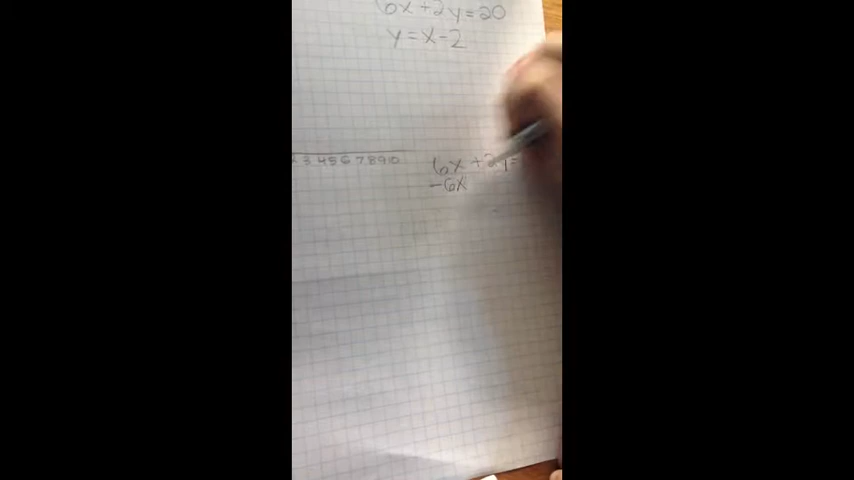 6x + 2y = 20
y = x - 2
3 4 5 6 7 8 9 10
6x + 2y =
- 6x